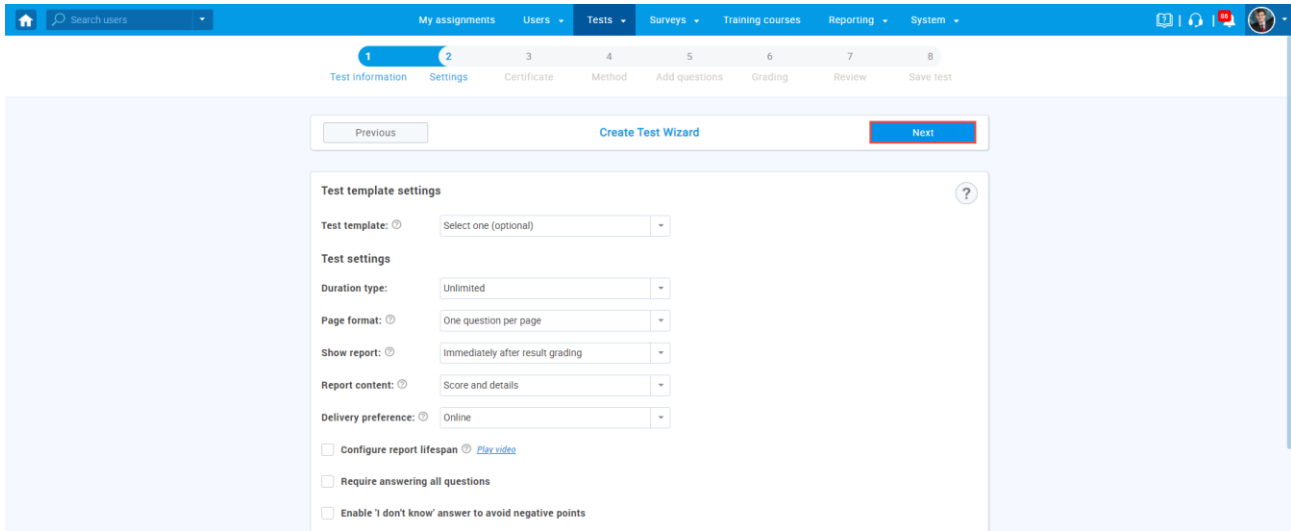 Search users My assignments Users Tests Surveys Training courses Reporting System 86
1 2 3 4 5 6 7 8
Test information Settings Certificate Method Add questions Grading Review Save test
Previous Create Test Wizard Next
Test template settings ?
Test template: ? Select one (optional)
Test settings
Duration type: Unlimited
Page format: ? One question per page
Show report: ? Immediately after result grading
Report content: ? Score and details
Delivery preference: ? Online
Configure report lifespan ? Play video
Require answering all questions
Enable 'I don't know' answer to avoid negative points